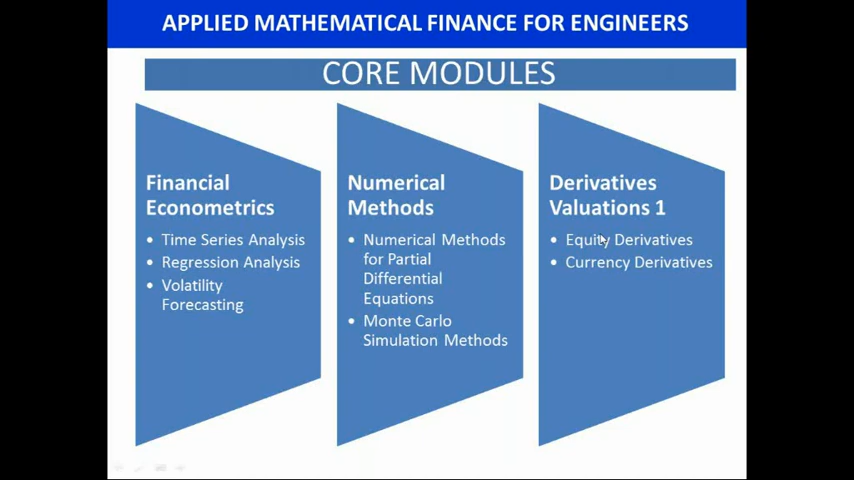 APPLIED MATHEMATICAL FINANCE FOR ENGINEERS
CORE MODULES
Financial
Econometrics
• Time Series Analysis
• Regression Analysis
• Volatility
Forecasting
Numerical
Methods
• Numerical Methods
for Partial
Differential
Equations
• Monte Carlo
Simulation Methods
Derivatives
Valuations 1
• Equity Derivatives
• Currency Derivatives